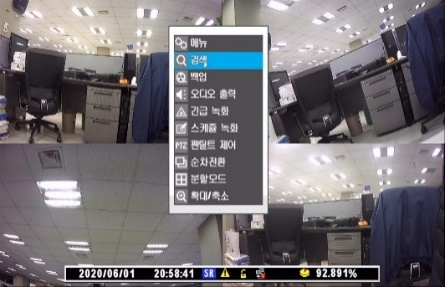 메뉴
검색
백업
오디오 출력
긴급 녹화
스케쥴 녹화
PTZ 팬틸트 제어
순차전환
분할모드
확대/축소
2020/06/01 20:58:41 SR 92.891%